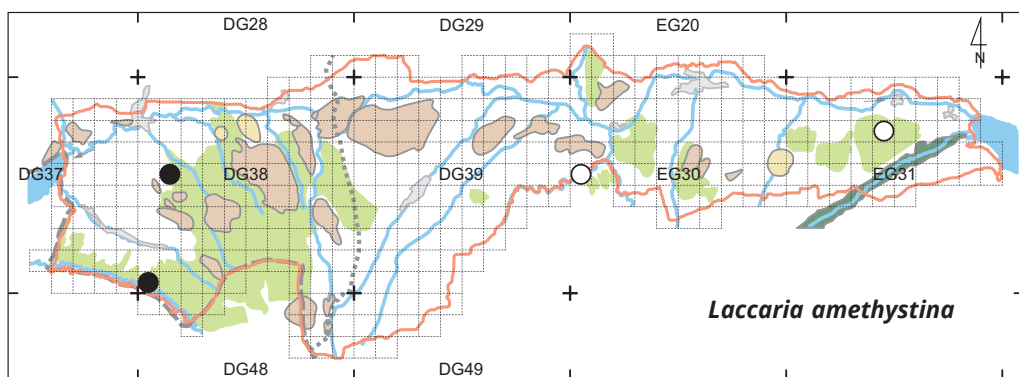 DG28 DG29 EG20
N
DG37 DG38 DG39 EG30 EG31
Laccaria amethystina
DG48 DG49